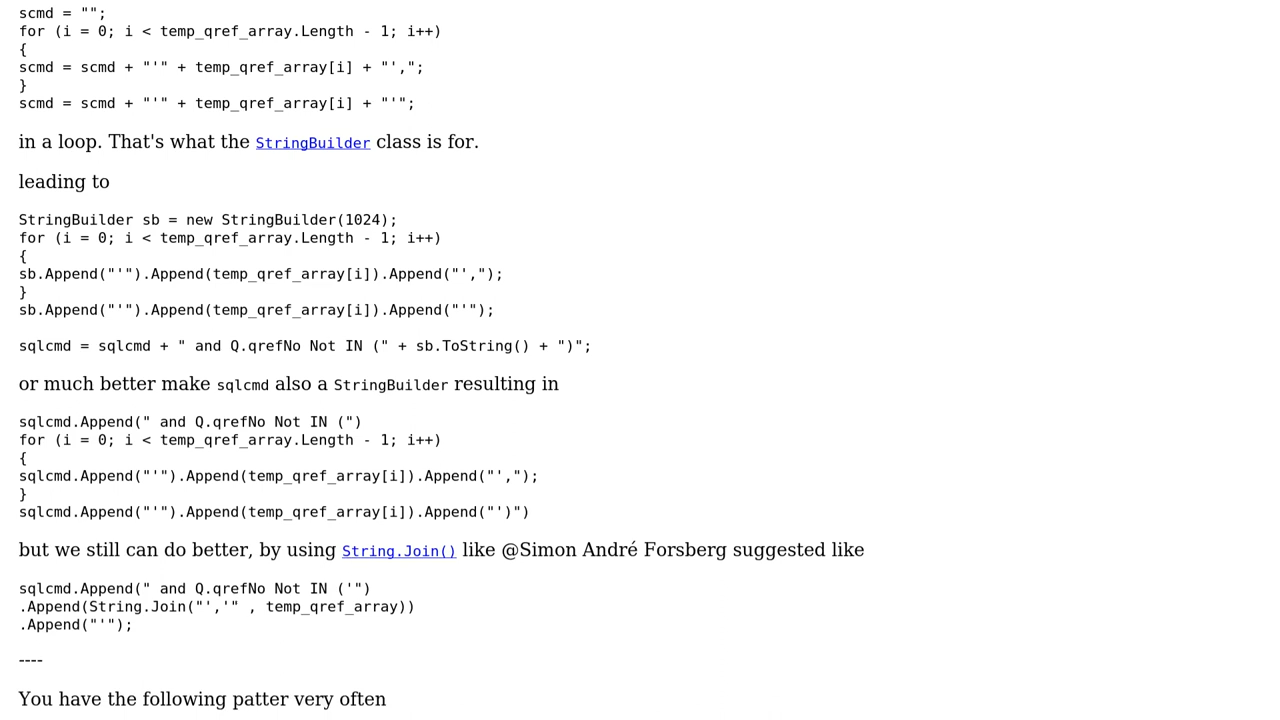 scmd = "";
for (i = 0; i < temp_qref_array.Length - 1; i++)
{
scmd = scmd + "'" + temp_qref_array[i] + "',";
}
scmd = scmd + "'" + temp_qref_array[i] + "'";
in a loop. That's what the StringBuilder class is for.
leading to
StringBuilder sb = new StringBuilder(1024);
for (i = 0; i < temp_qref_array.Length - 1; i++)
{
sb.Append("'").Append(temp_qref_array[i]).Append("',");
}
sb.Append("'").Append(temp_qref_array[i]).Append("'");
sqlcmd = sqlcmd + " and Q.qrefNo Not IN (" + sb.ToString() + ")";
or much better make sqlcmd also a StringBuilder resulting in
sqlcmd.Append(" and Q.qrefNo Not IN (")
for (i = 0; i < temp_qref_array.Length - 1; i++)
{
sqlcmd.Append("'").Append(temp_qref_array[i]).Append("',");
}
sqlcmd.Append("'").Append(temp_qref_array[i]).Append("')")
but we still can do better, by using String.Join() like @Simon André Forsberg suggested like
sqlcmd.Append(" and Q.qrefNo Not IN ('")
.Append(String.Join("','" , temp_qref_array))
.Append("'");
----
You have the following patter very often